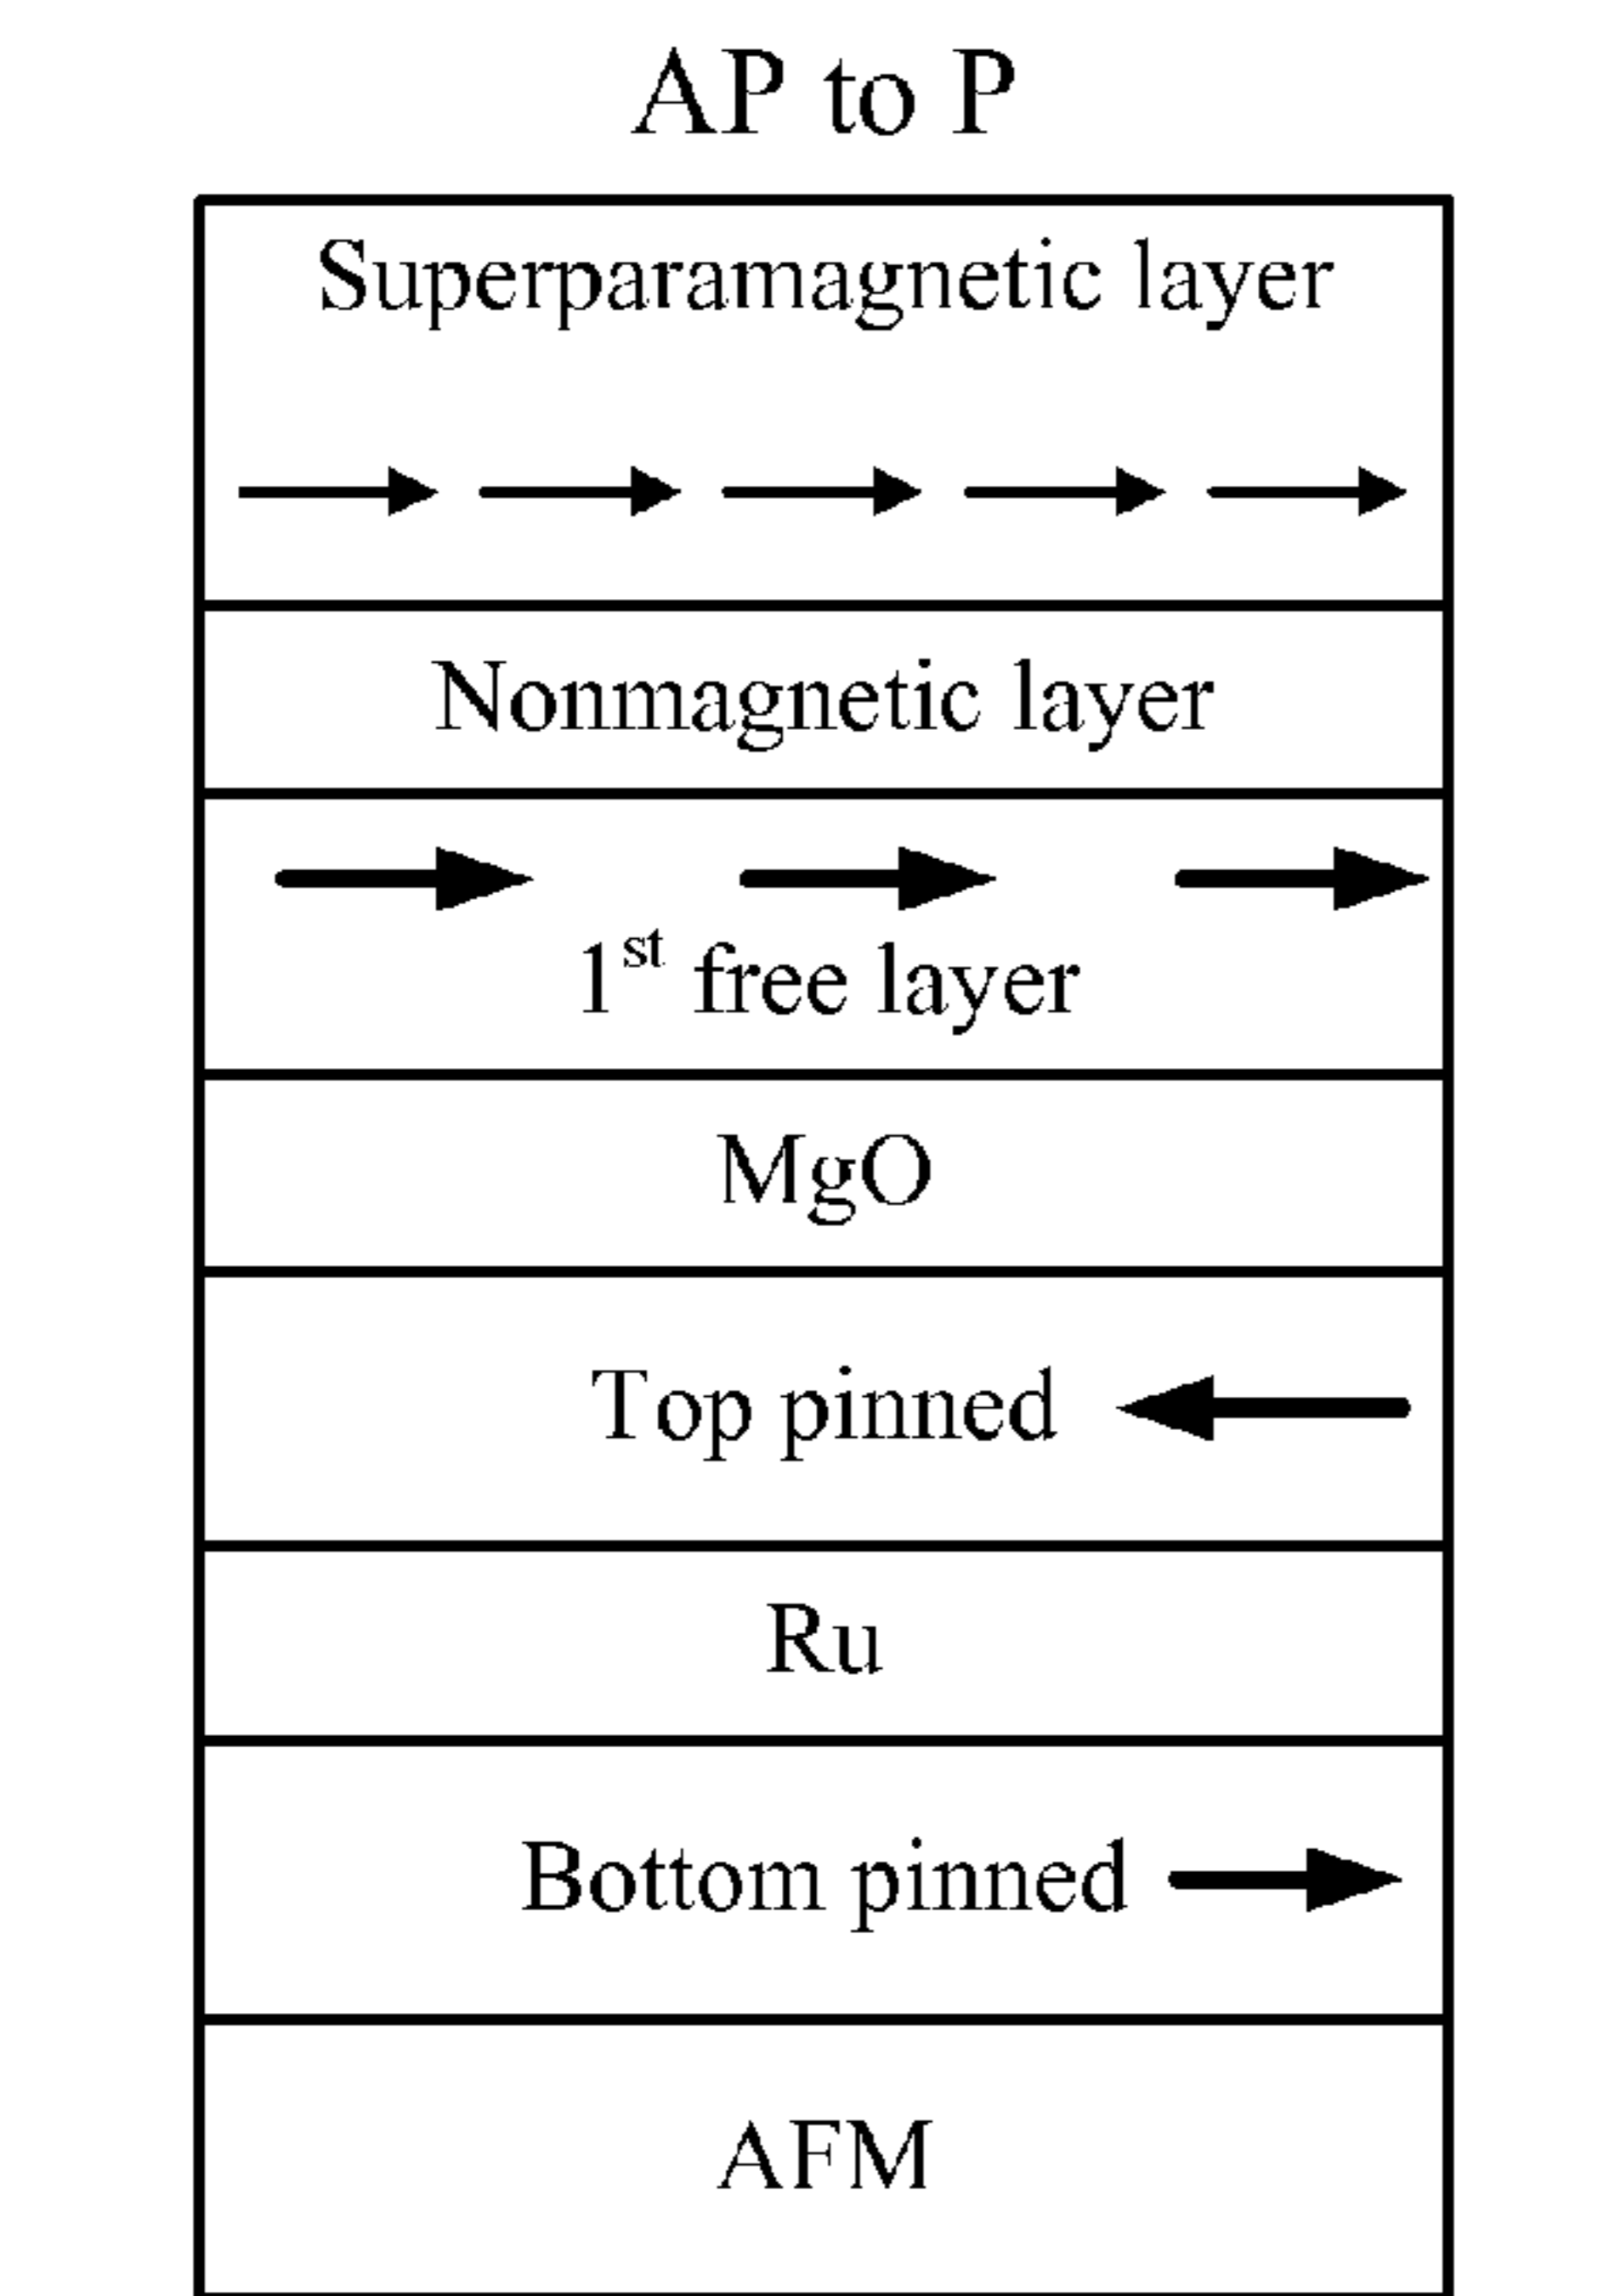 AP to P
Superparamagnetic layer
Nonmagnetic layer
1st free layer
MgO
Top pinned
Ru
Bottom pinned
AFM